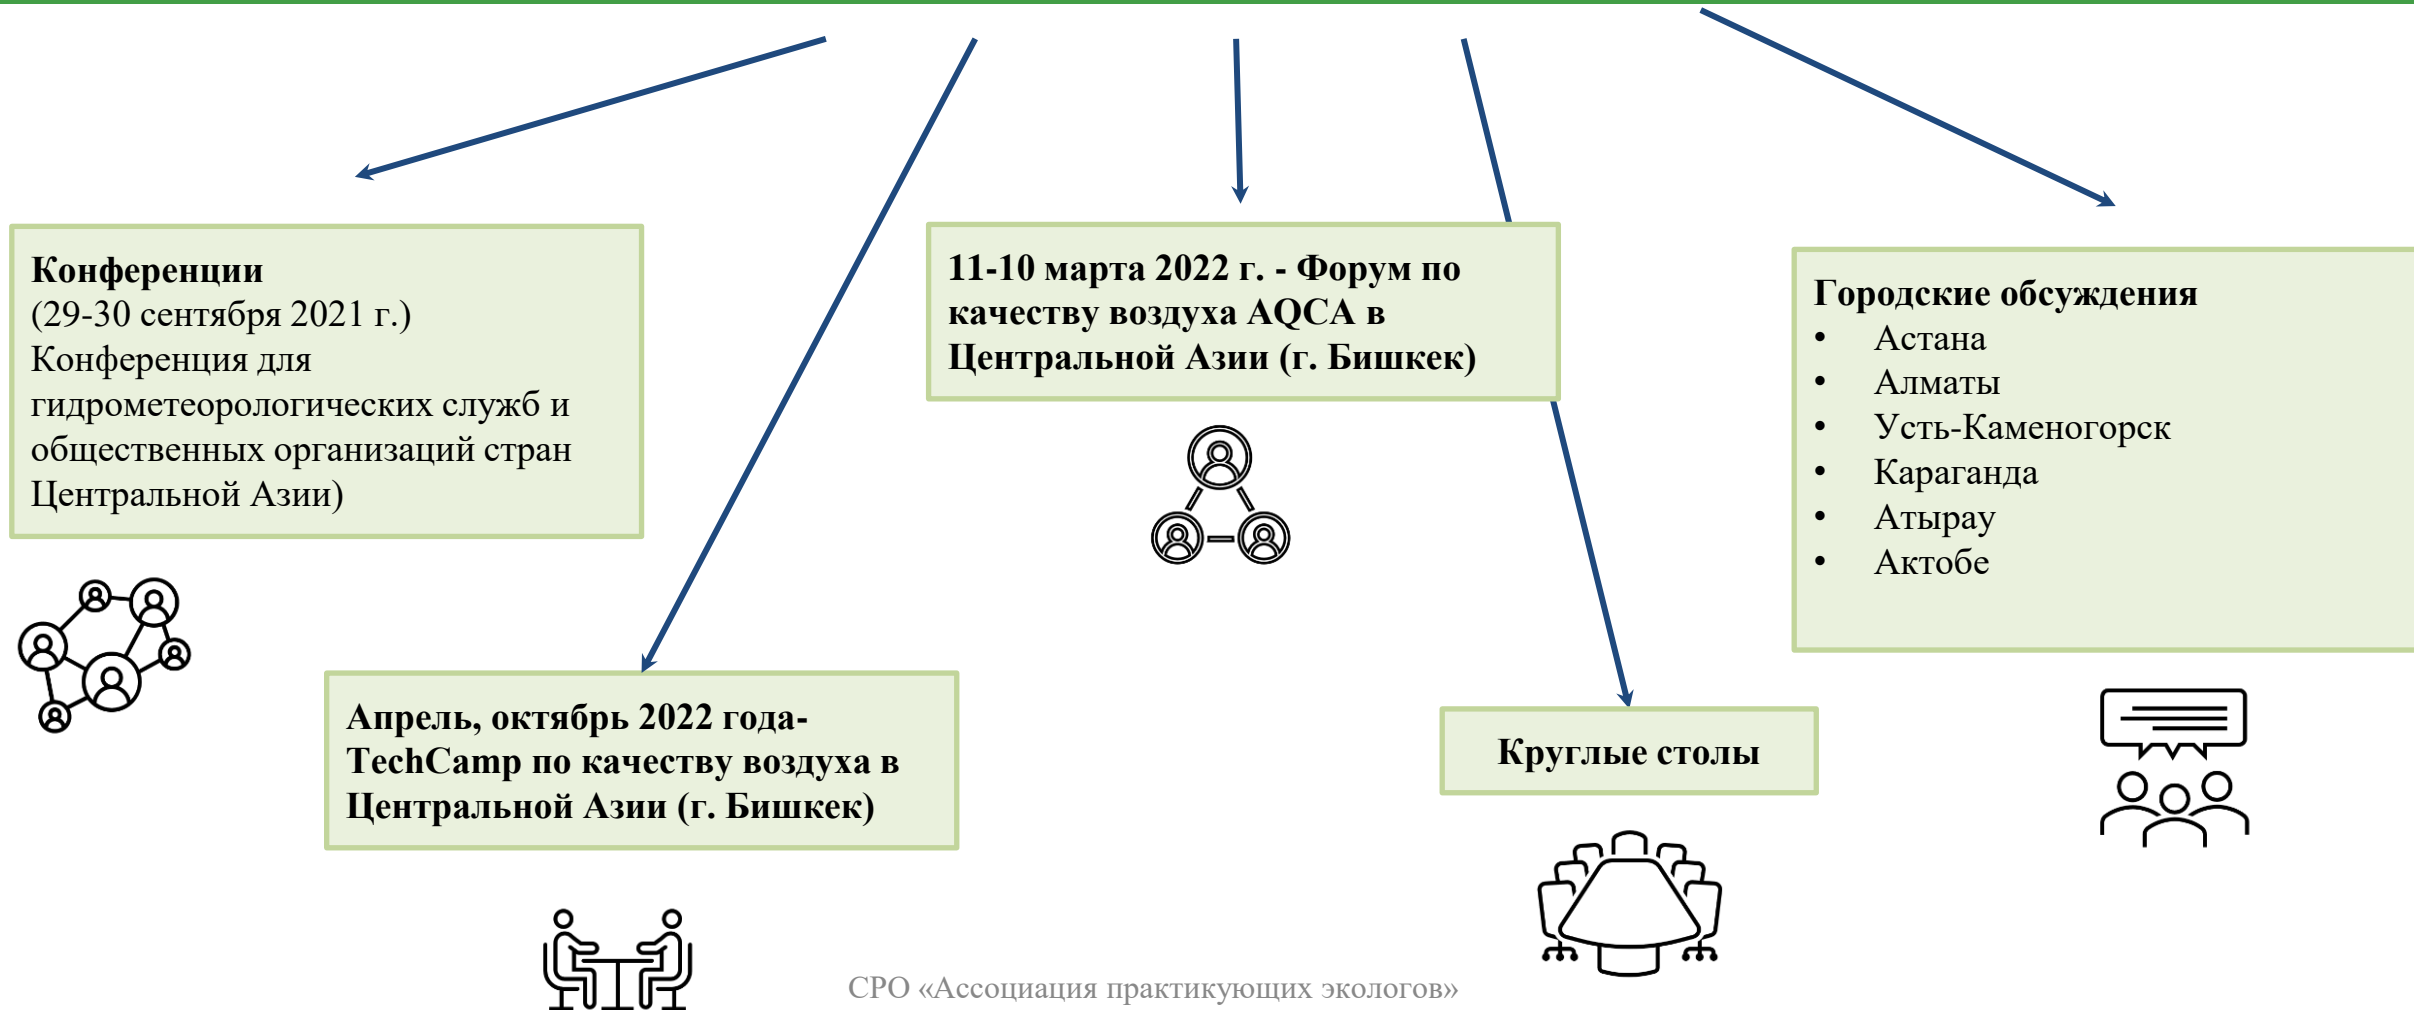 Конференции
(29-30 сентября 2021 г.)
Конференция для
гидрометеорологических служб и
общественных организаций стран
Центральной Азии)
Апрель, октябрь 2022 года-
TechCamp по качеству воздуха в
Центральной Азии (г. Бишкек)
11-10 марта 2022 г. - Форум по
качеству воздуха AQCA в
Центральной Азии (г. Бишкек)
Круглые столы
Городские обсуждения
• Астана
• Алматы
• Усть-Каменогорск
• Караганда
• Атырау
• Актобе
СРО «Ассоциация практикующих экологов»